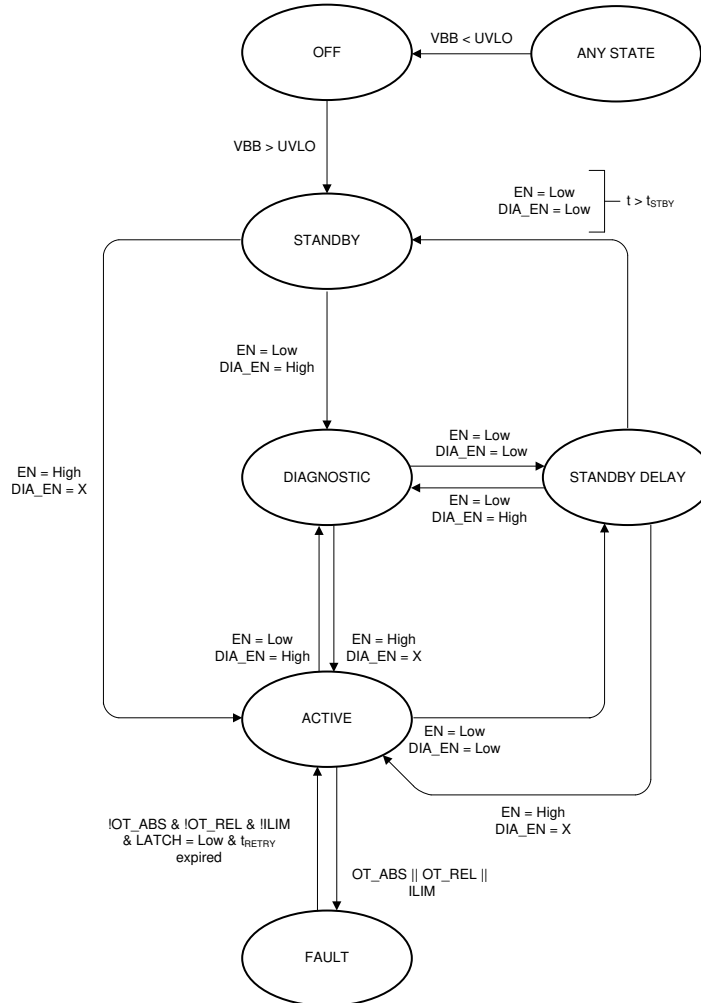 OFF
VBB < UVLO
ANY STATE
VBB > UVLO
EN = Low
DIA_EN = Low
t > tSTBY
STANDBY
EN = Low
DIA_EN = High
EN = High
DIA_EN = X
DIAGNOSTIC
EN = Low
DIA_EN = Low
EN = Low
DIA_EN = High
STANDBY DELAY
EN = Low
DIA_EN = High
EN = High
DIA_EN = X
ACTIVE
EN = Low
DIA_EN = Low
EN = High
DIA_EN = X
!OT_ABS & !OT_REL & !ILIM
& LATCH = Low & tRETRY
expired
OT_ABS || OT_REL ||
ILIM
FAULT